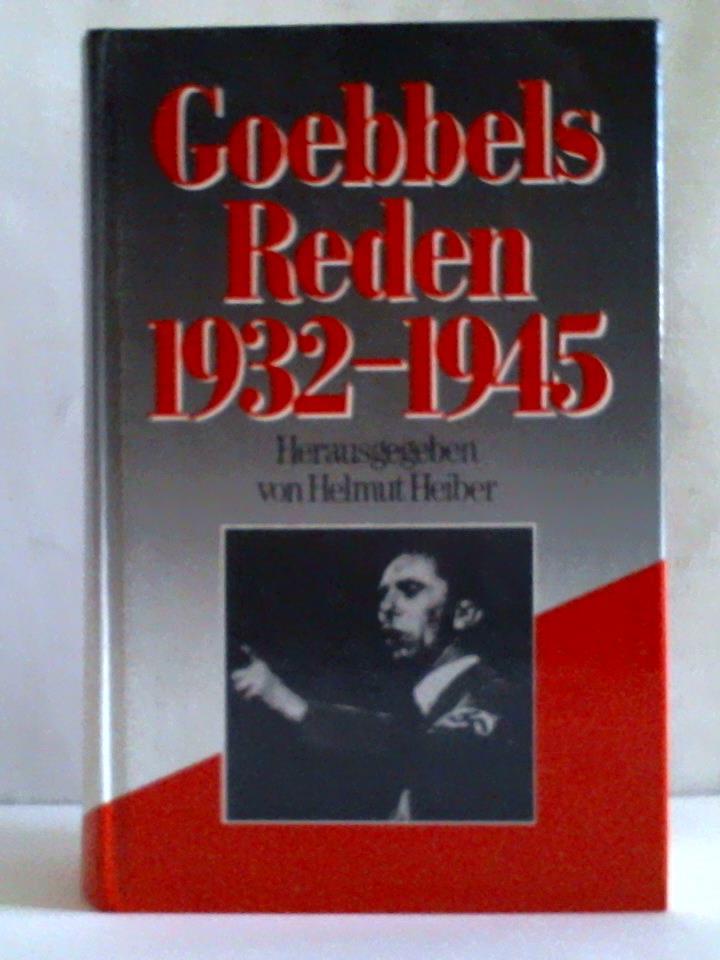 Goebbels
Reden
1932–1945
Herausgegeben
von Helmut Heiber